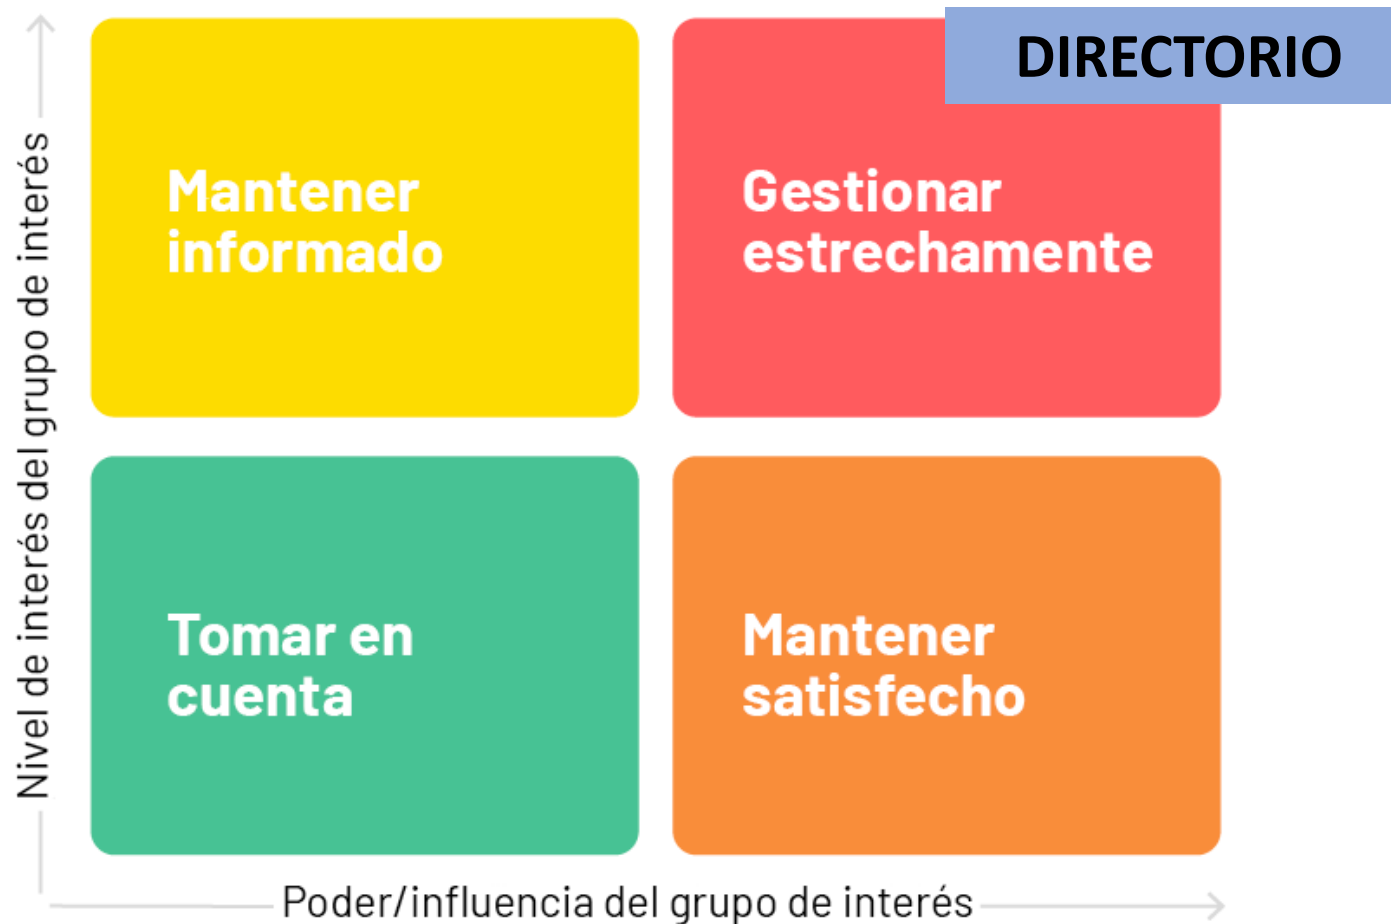 DIRECTORIO
Mantener
informado
Gestionar
estrechamente
Tomar en
cuenta
Mantener
satisfecho
Nivel de interés del grupo de interés
Poder/influencia del grupo de interés